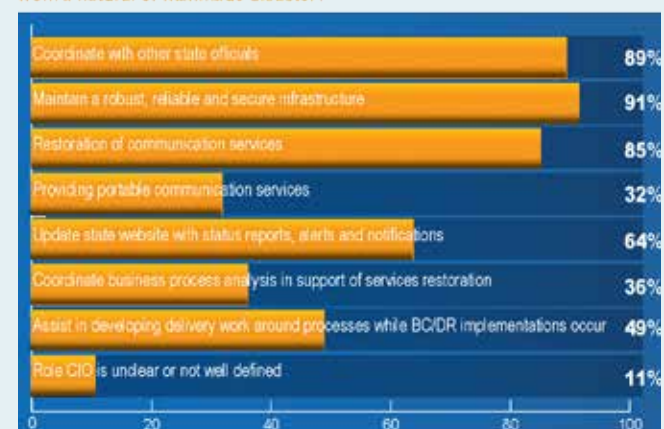 Coordinate with other state officials 89%
Maintain a robust, reliable and secure infrastructure 91%
Restoration of communication services 85%
Providing portable communication services 32%
Update state website with status reports, alerts and notifications 64%
Coordinate business process analysis in support of services restoration 36%
Assist in developing delivery work around processes while BC/DR implementations occur 49%
Role CIO is unclear or not well defined 11%
0 20 40 60 80 100